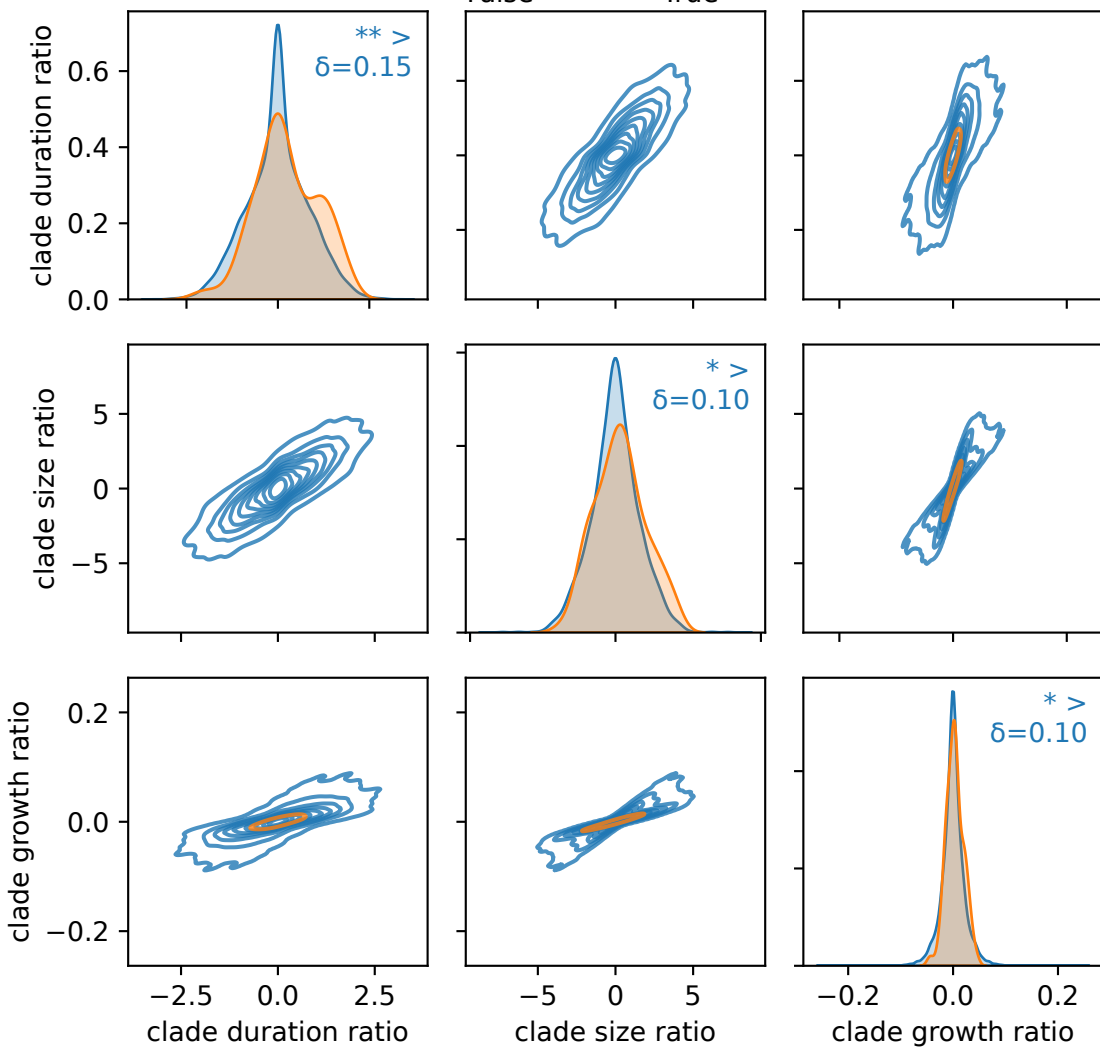 False True
clade duration ratio
0.6
0.4
0.2
0.0
** >
δ=0.15
clade size ratio
5
0
−5
* >
δ=0.10
clade growth ratio
0.2
0.0
−0.2
* >
δ=0.10
−2.5 0.0 2.5
−5 0 5
−0.2 0.0 0.2
clade duration ratio
clade size ratio
clade growth ratio